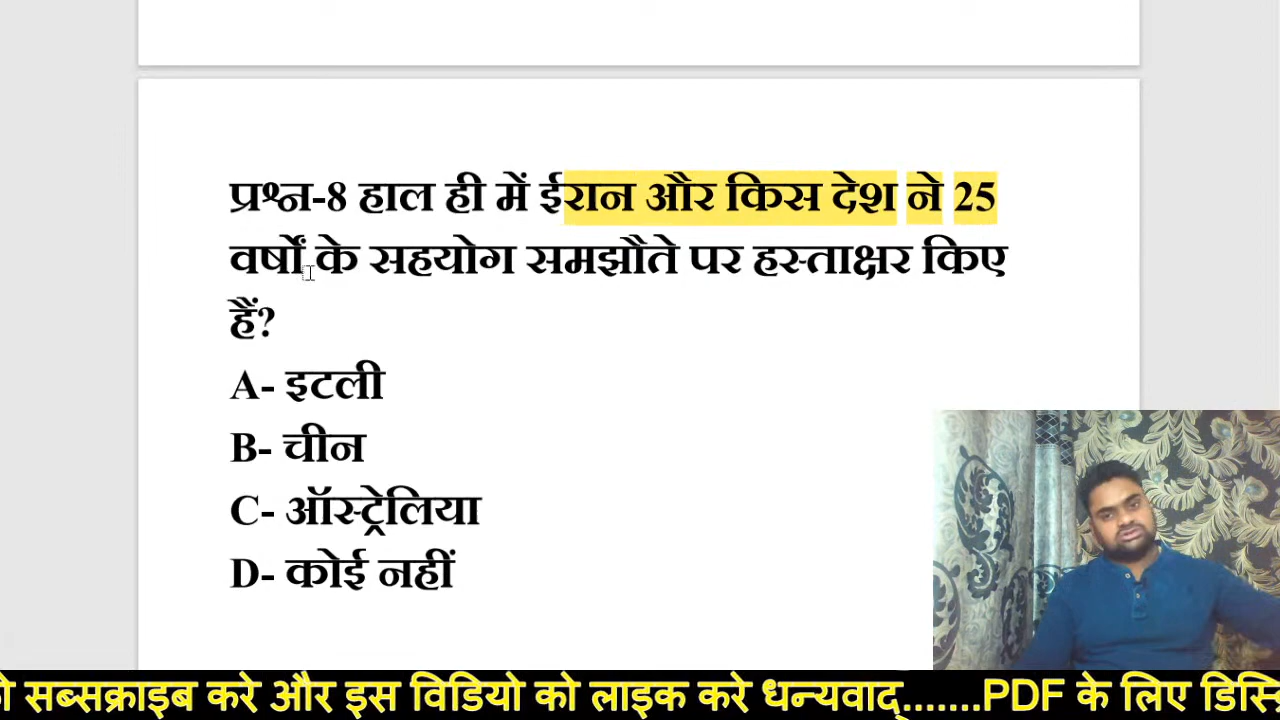 प्रश्न-8 हाल ही में ईरान और किस देश ने 25
वर्षों के सहयोग समझौते पर हस्ताक्षर किए
हैं?
A- इटली
B- चीन
C- ऑस्ट्रेलिया
D- कोई नहीं
सब्सक्राइब करे और इस विडियो को लाइक करे धन्यवाद्.......PDF के लिए